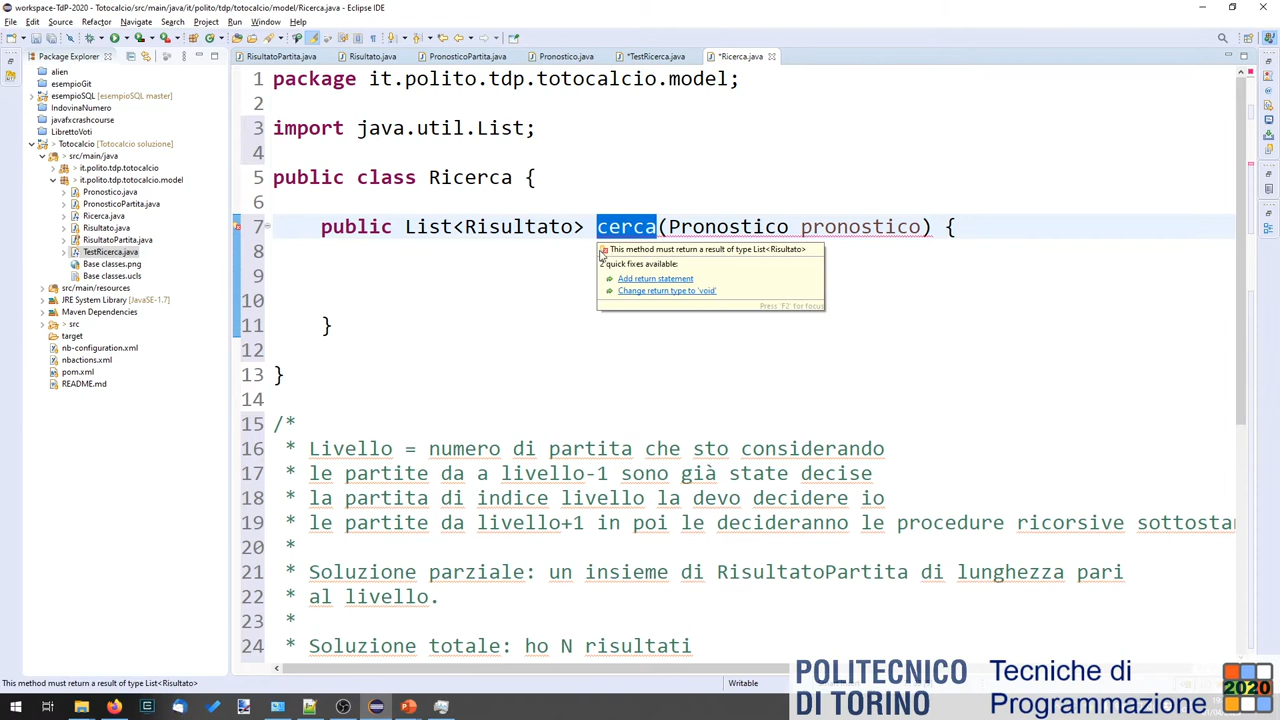 workspace-TdP-2020 - Totocalcio/src/main/java/it/polito/tdp/totocalcio/model/Ricerca.java - Eclipse IDE
File Edit Source Refactor Navigate Search Project Run Window Help
Package Explorer
RisultatoPartita.java
Risultato.java
PronosticoPartita.java
Pronostico.java
*TestRicerca.java
*Ricerca.java
alien
esempioGit
esempioSQL [esempioSQL master]
IndovinaNumero
javafxcrashcourse
LibrettoVoti
Totocalcio [Totocalcio soluzione]
src/main/java
it.polito.tdp.totocalcio
it.polito.tdp.totocalcio.model
Pronostico.java
PronosticoPartita.java
Ricerca.java
Risultato.java
RisultatoPartita.java
TestRicerca.java
Base classes.png
Base classes.ucls
src/main/resources
JRE System Library [JavaSE-1.7]
Maven Dependencies
src
target
nb-configuration.xml
nbactions.xml
pom.xml
README.md
1 package it.polito.tdp.totocalcio.model;
2
3 import java.util.List;
4
5 public class Ricerca {
6
7 public List<Risultato> cerca(Pronostico pronostico) {
8
9
10
11 }
12
13 }
14
15 /*
16 * Livello = numero di partita che sto considerando
17 * le partite da a livello-1 sono già state decise
18 * la partita di indice livello la devo decidere io
19 * le partite da livello+1 in poi le decideranno le procedure ricorsive sottostan
20 *
21 * Soluzione parziale: un insieme di RisultatoPartita di lunghezza pari
22 * al livello.
23 *
24 * Soluzione totale: ho N risultati
This method must return a result of type List<Risultato>
2 quick fixes available:
Add return statement
Change return type to 'void'
Press 'F2' for focus
This method must return a result of type List<Risultato>
Writable
POLITECNICO
DI TORINO
Tecniche di
Programmazione
2020